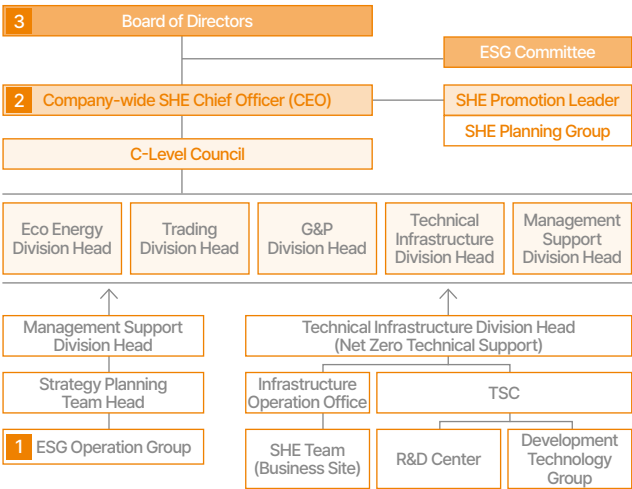 3 Board of Directors
ESG Committee
2 Company-wide SHE Chief Officer (CEO)
SHE Promotion Leader
SHE Planning Group
C-Level Council
Eco Energy
Division Head
Trading
Division Head
G&P
Division Head
Technical
Infrastructure
Division Head
Management
Support
Division Head
Management Support
Division Head
Technical Infrastructure Division Head
(Net Zero Technical Support)
Strategy Planning
Team Head
Infrastructure
Operation Office
TSC
1 ESG Operation Group
SHE Team
(Business Site)
R&D Center
Development
Technology
Group